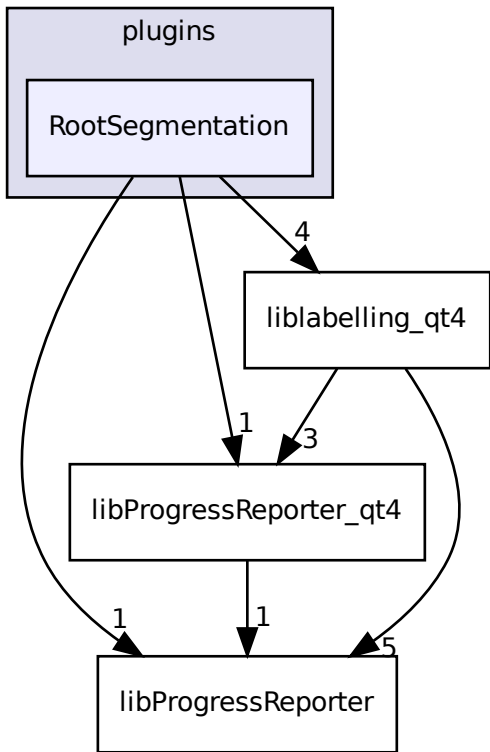 plugins
RootSegmentation
4
liblabelling_qt4
1
3
libProgressReporter_qt4
1
1
5
libProgressReporter